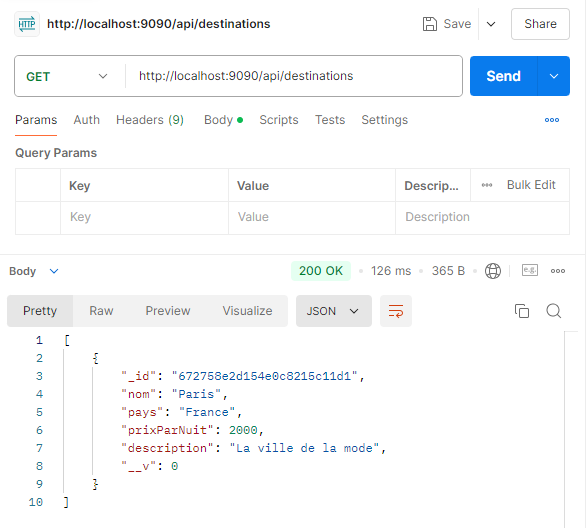 HTTP http://localhost:9090/api/destinations Save Share
GET http://localhost:9090/api/destinations Send
Params Auth Headers (9) Body Scripts Tests Settings
Query Params
Key Value Descrip... Bulk Edit
Key Value Description
Body 200 OK 126 ms 365 B e.g.
Pretty Raw Preview Visualize JSON
1 [
2 {
3 "_id": "672758e2d154e0c8215c11d1",
4 "nom": "Paris",
5 "pays": "France",
6 "prixParNuit": 2000,
7 "description": "La ville de la mode",
8 "__v": 0
9 }
10 ]